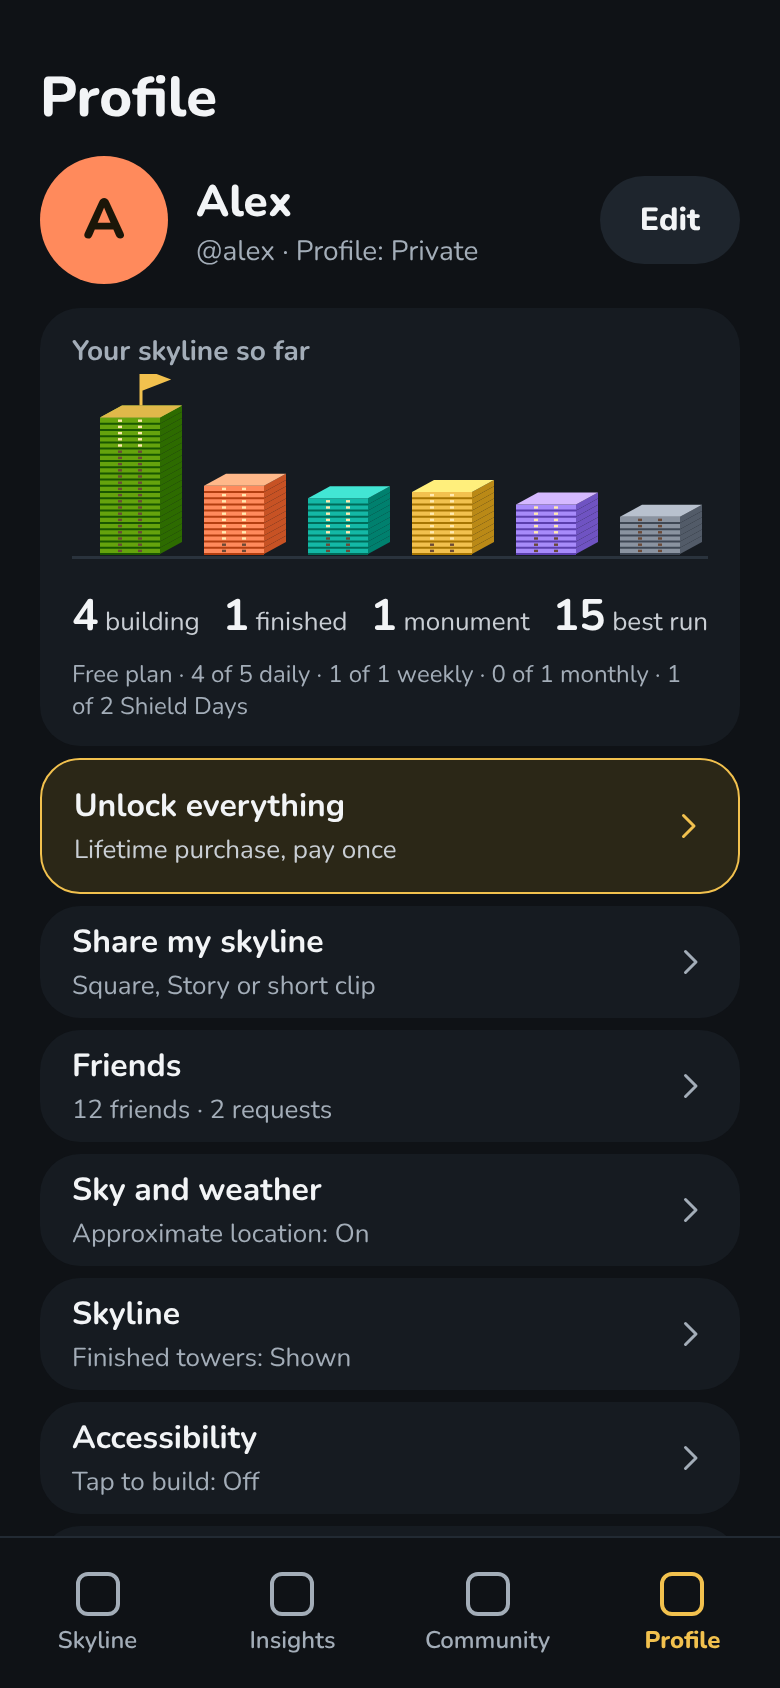 Profile
A
Alex
@alex · Profile: Private
Edit
Your skyline so far
4 building 1 finished 1 monument 15 best run
Free plan · 4 of 5 daily · 1 of 1 weekly · 0 of 1 monthly · 1
of 2 Shield Days
Unlock everything
Lifetime purchase, pay once
Share my skyline
Square, Story or short clip
Friends
12 friends · 2 requests
Sky and weather
Approximate location: On
Skyline
Finished towers: Shown
Accessibility
Tap to build: Off
Skyline Insights Community Profile